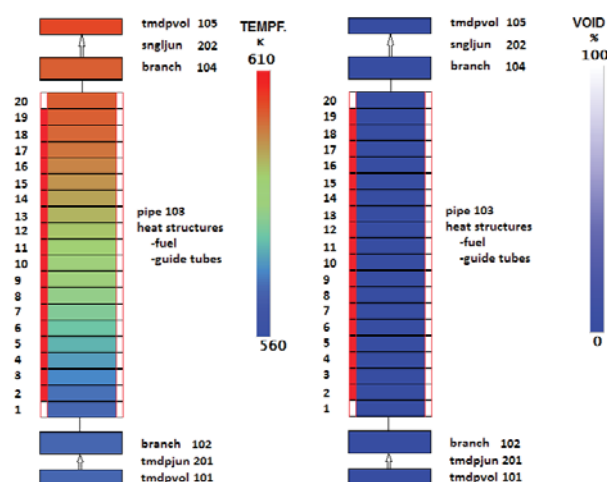 tmdpvol 105
sngljun 202
branch 104
TEMPF.
K
610
560
20
19
18
17
16
15
14
13
12
11
10
9
8
7
6
5
4
3
2
1
pipe 103
heat structures
-fuel
-guide tubes
branch 102
tmdpjun 201
tmdpvol 101
tmdpvol 105
sngljun 202
branch 104
VOID
%
100
0
20
19
18
17
16
15
14
13
12
11
10
9
8
7
6
5
4
3
2
1
pipe 103
heat structures
-fuel
-guide tubes
branch 102
tmdpjun 201
tmdpvol 101